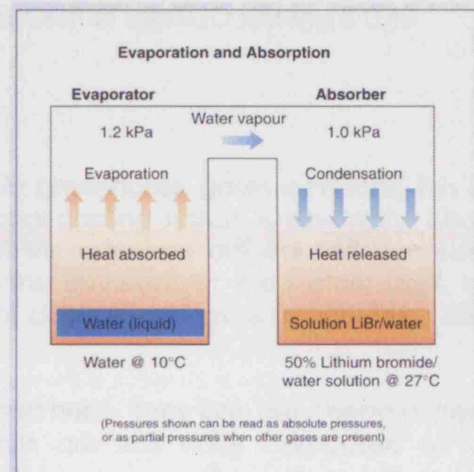 Evaporation and Absorption
Evaporator
Absorber
Water vapour
1.2 kPa
1.0 kPa
Evaporation
Condensation
Heat absorbed
Heat released
Water (liquid)
Solution LiBr/water
Water @ 10°C
50% Lithium bromide/
water solution @ 27°C
(Pressures shown can be read as absolute pressures,
or as partial pressures when other gases are present)